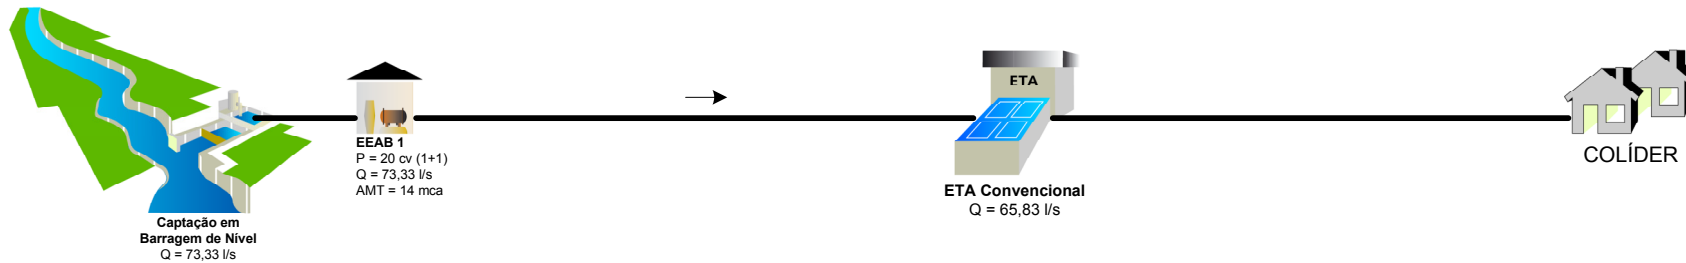 Captação em
Barragem de Nível
Q = 73,33 l/s
EEAB 1
P = 20 cv (1+1)
Q = 73,33 l/s
AMT = 14 mca
ETA
ETA Convencional
Q = 65,83 l/s
COLÍDER